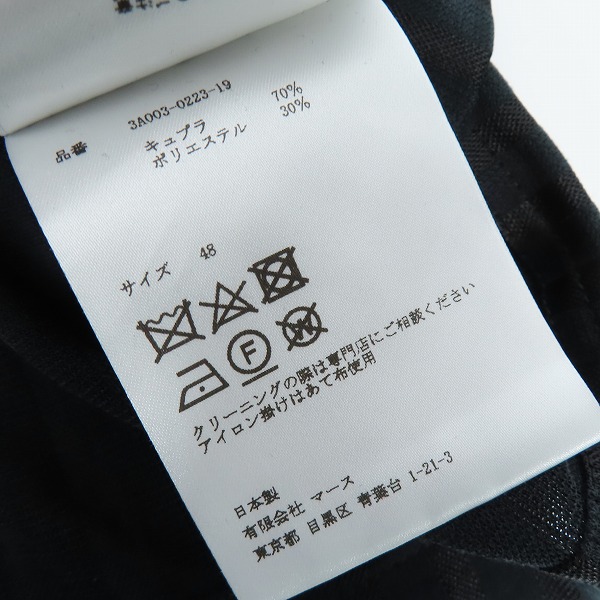 品番 3A003-0223-19
キュプラ 70%
ポリエステル 30%
サイズ 48
F
W
クリーニングの際は専門店にご相談ください
アイロン掛けはあて布使用
日本製
有限会社 マース
東京都 目黒区 青葉台 1-21-3